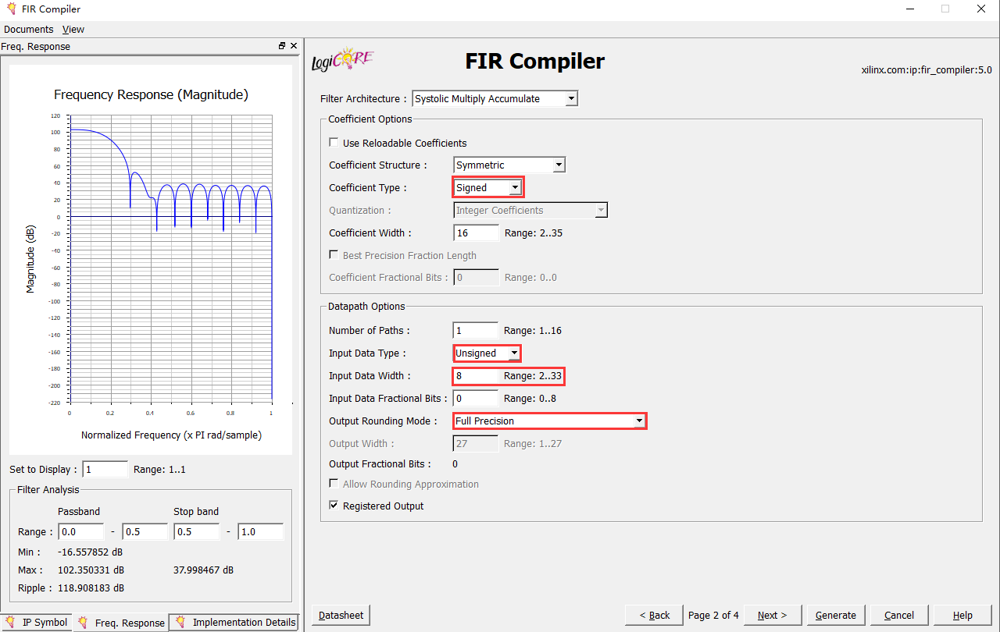 FIR Compiler
Documents View
Freq. Response
Frequency Response (Magnitude)
120
100
80
60
40
20
0
-20
-40
-60
-80
-100
-120
-140
-160
-180
-200
-220
0 0.2 0.4 0.6 0.8 1
Magnitude (dB)
Normalized Frequency (x PI rad/sample)
Set to Display : 1 Range: 1..1
Filter Analysis
Passband Stop band
Range : 0.0 - 0.5 0.5 - 1.0
Min : -16.557852 dB
Max : 102.350331 dB 37.998467 dB
Ripple : 118.908183 dB
IP Symbol Freq. Response Implementation Details
LogiCORE
FIR Compiler
xilinx.com:ip:fir_compiler:5.0
Filter Architecture : Systolic Multiply Accumulate
Coefficient Options
Use Reloadable Coefficients
Coefficient Structure : Symmetric
Coefficient Type : Signed
Quantization : Integer Coefficients
Coefficient Width : 16 Range: 2..35
Best Precision Fraction Length
Coefficient Fractional Bits : 0 Range: 0..0
Datapath Options
Number of Paths : 1 Range: 1..16
Input Data Type : Unsigned
Input Data Width : 8 Range: 2..33
Input Data Fractional Bits : 0 Range: 0..8
Output Rounding Mode : Full Precision
Output Width : 27 Range: 1..27
Output Fractional Bits : 0
Allow Rounding Approximation
Registered Output
Datasheet < Back Page 2 of 4 Next > Generate Cancel Help